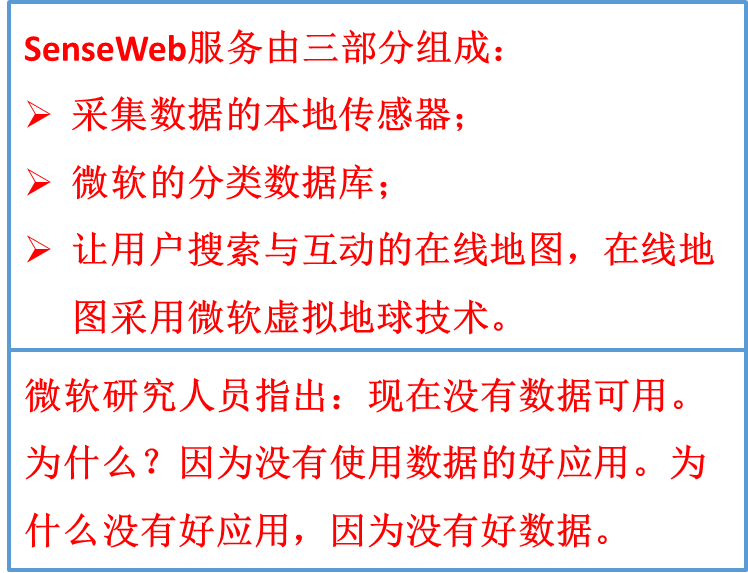 SenseWeb服务由三部分组成：
➢ 采集数据的本地传感器；
➢ 微软的分类数据库；
➢ 让用户搜索与互动的在线地图，在线地
图采用微软虚拟地球技术。
微软研究人员指出：现在没有数据可用。
为什么？因为没有使用数据的好应用。为
什么没有好应用，因为没有好数据。